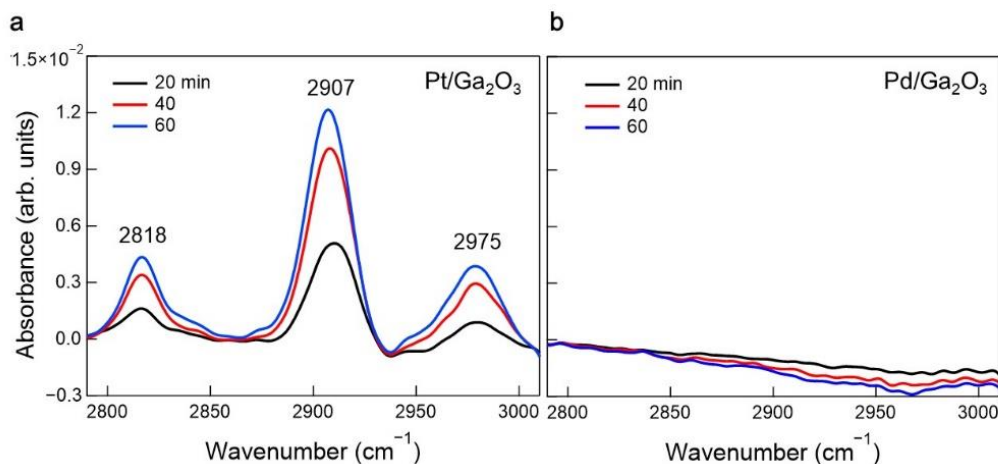 a
1.5×10⁻²
1.2
0.9
0.6
0.3
0.0
−0.3
Absorbance (arb. units)
20 min
40
60
Pt/Ga₂O₃
2818
2907
2975
2800
2850
2900
2950
3000
Wavenumber (cm⁻¹)
b
20 min
40
60
Pd/Ga₂O₃
2800
2850
2900
2950
3000
Wavenumber (cm⁻¹)